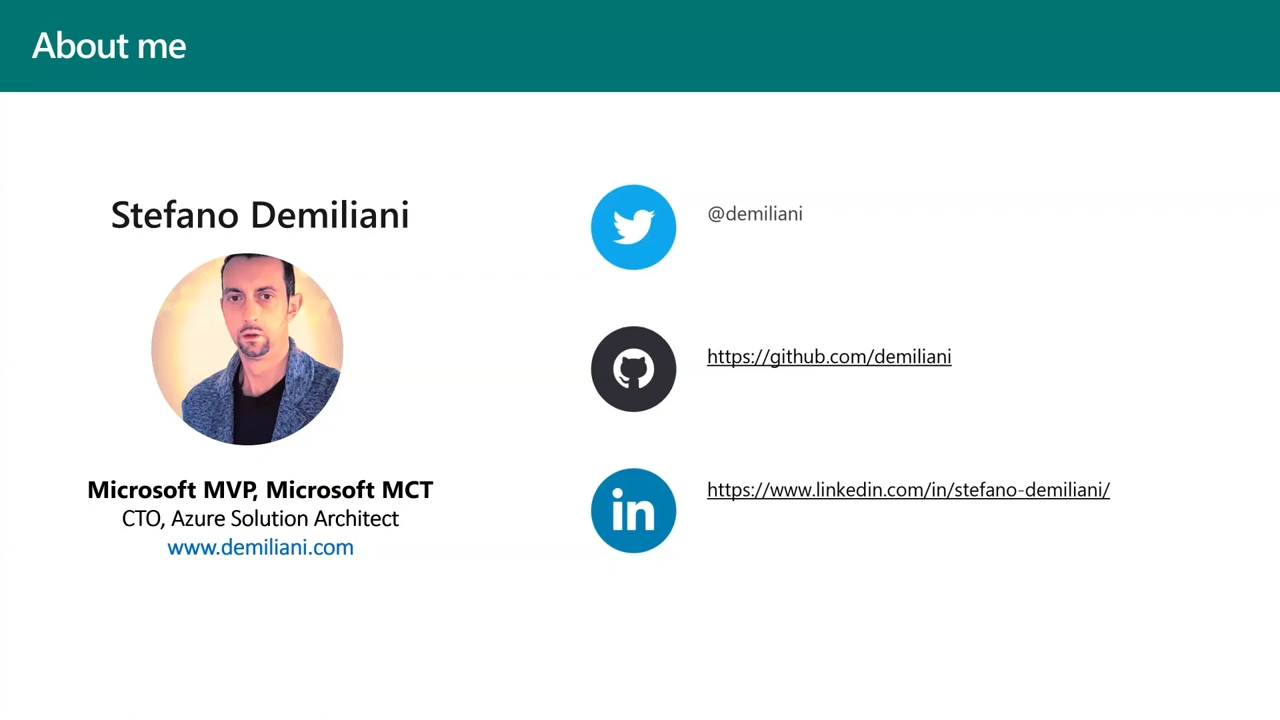 About me
Stefano Demiliani
Microsoft MVP, Microsoft MCT
CTO, Azure Solution Architect
www.demiliani.com
@demiliani
https://github.com/demiliani
in
https://www.linkedin.com/in/stefano-demiliani/